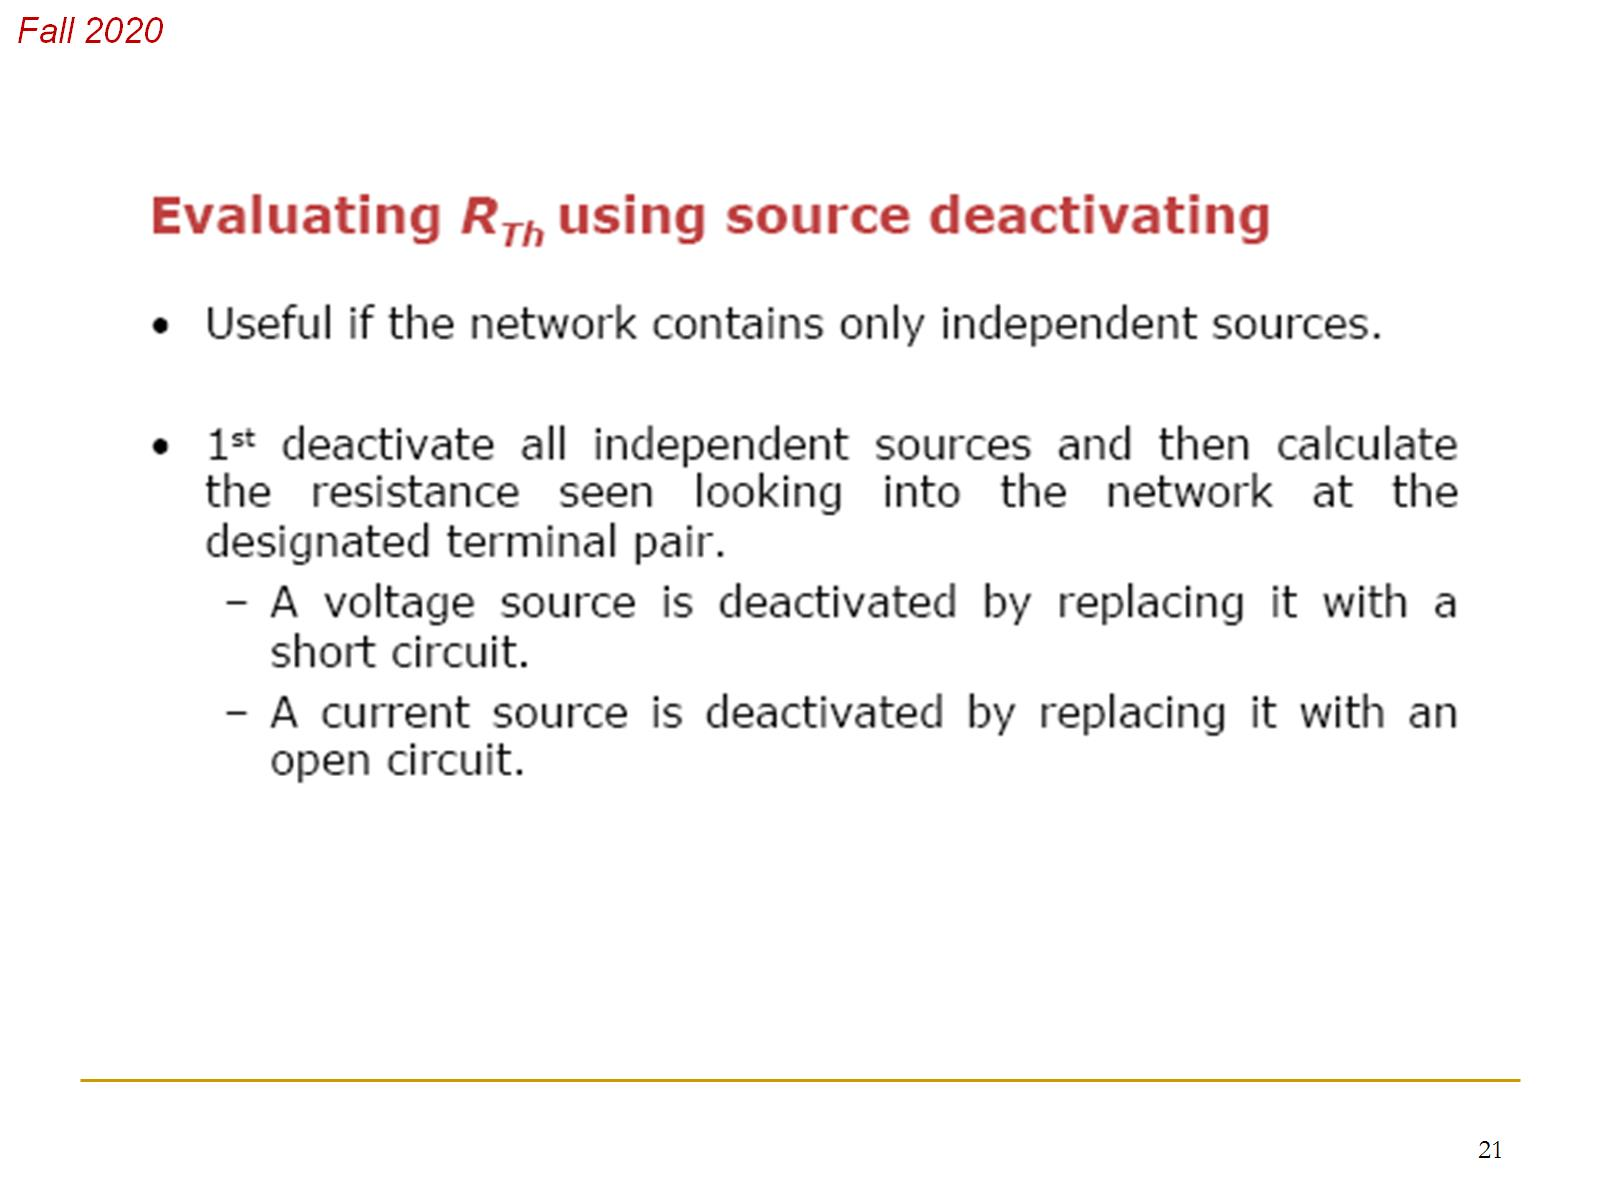 Fall 2020
Evaluating RTh using source deactivating
• Useful if the network contains only independent sources.
• 1st deactivate all independent sources and then calculate
the resistance seen looking into the network at the
designated terminal pair.
– A voltage source is deactivated by replacing it with a
short circuit.
– A current source is deactivated by replacing it with an
open circuit.
21